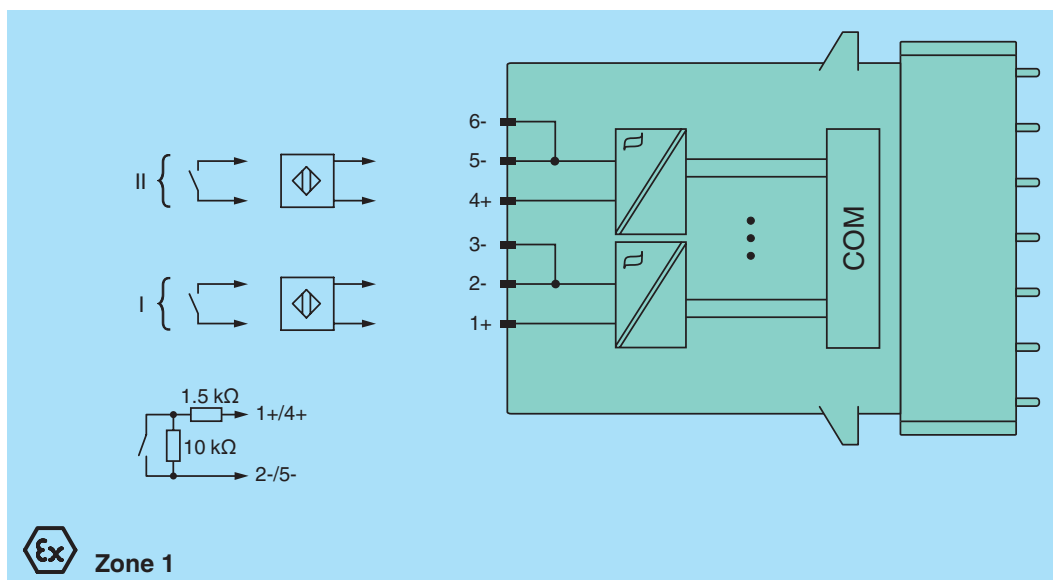 6-
5-
II
4+
3-
2-
I
1+
COM
1.5 kΩ
1+/4+
10 kΩ
2-/5-
Ex
Zone 1